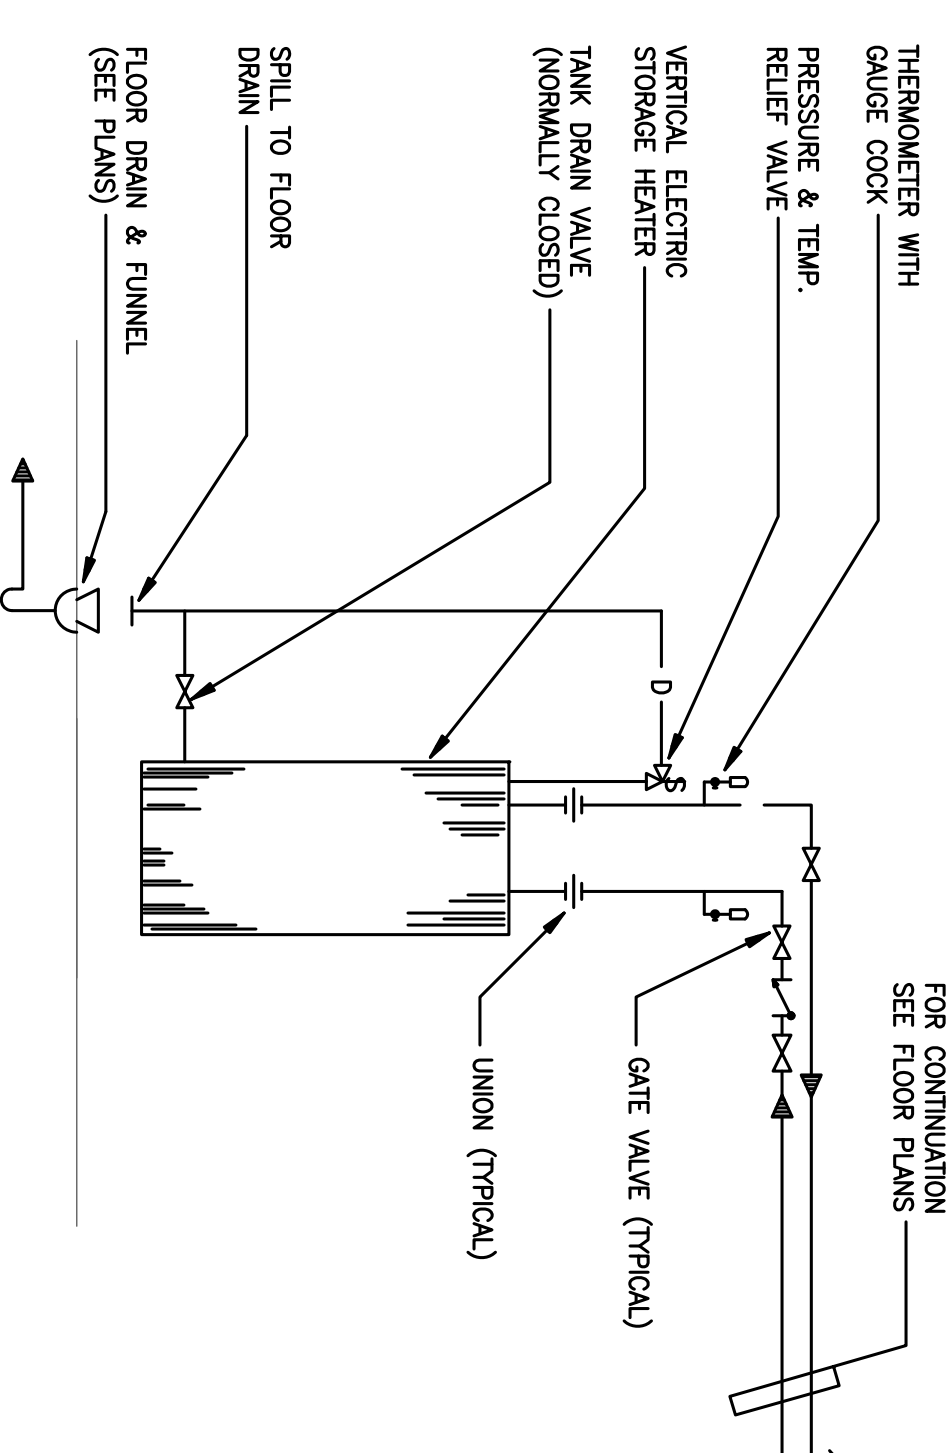 THERMOMETER WITH
GAUGE COCK
PRESSURE & TEMP.
RELIEF VALVE
VERTICAL ELECTRIC
STORAGE HEATER
TANK DRAIN VALVE
(NORMALLY CLOSED)
SPILL TO FLOOR
DRAIN
FLOOR DRAIN & FUNNEL
(SEE PLANS)
D
S
FOR CONTINUATION
SEE FLOOR PLANS
GATE VALVE (TYPICAL)
UNION (TYPICAL)